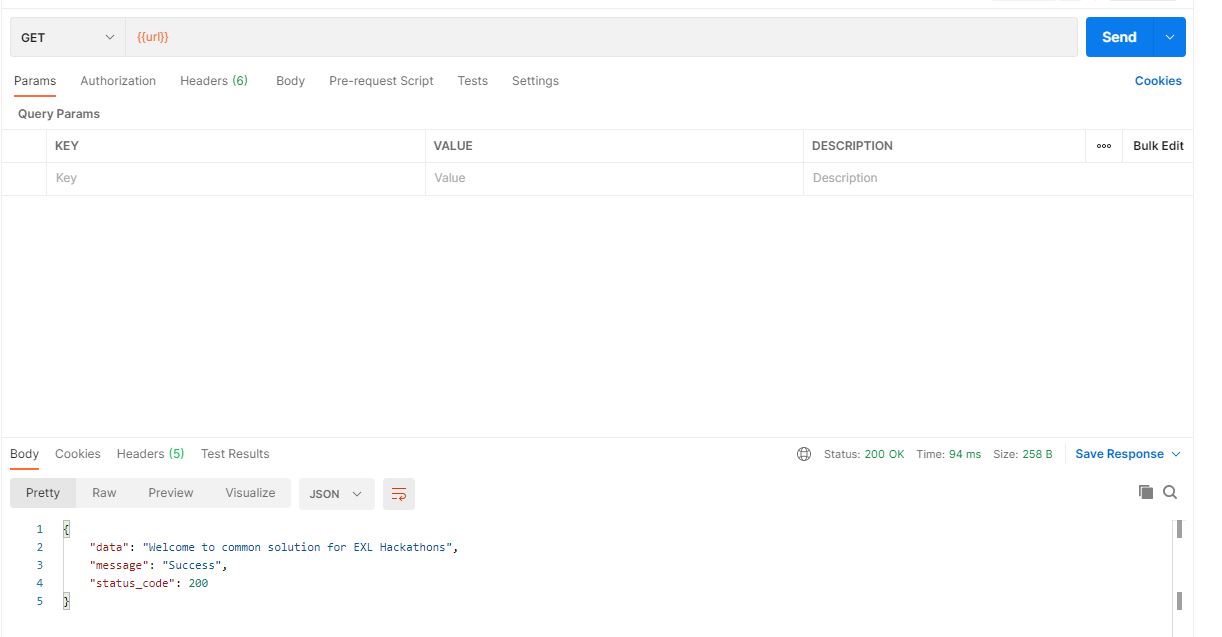 GET {{url}} Send
Params Authorization Headers (6) Body Pre-request Script Tests Settings Cookies
Query Params
KEY VALUE DESCRIPTION ooo Bulk Edit
Key Value Description
Body Cookies Headers (5) Test Results Status: 200 OK Time: 94 ms Size: 258 B Save Response
Pretty Raw Preview Visualize JSON
1 {
2 "data": "Welcome to common solution for EXL Hackathons",
3 "message": "Success",
4 "status_code": 200
5 }